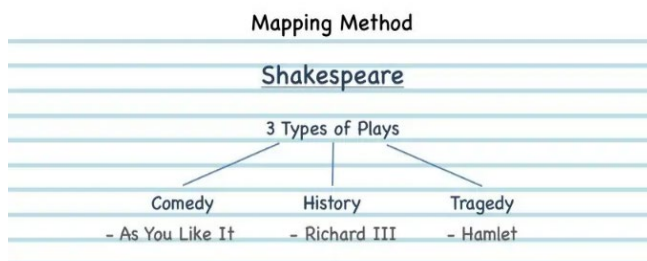 Mapping Method
Shakespeare
3 Types of Plays
Comedy History Tragedy
- As You Like It - Richard III - Hamlet